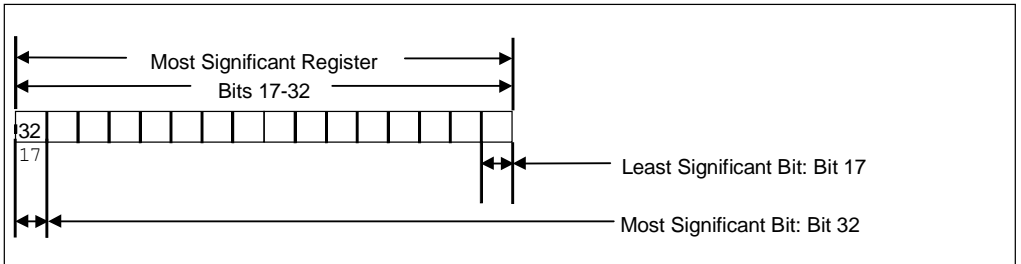 Most Significant Register
Bits 17-32
32
17
Least Significant Bit: Bit 17
Most Significant Bit: Bit 32